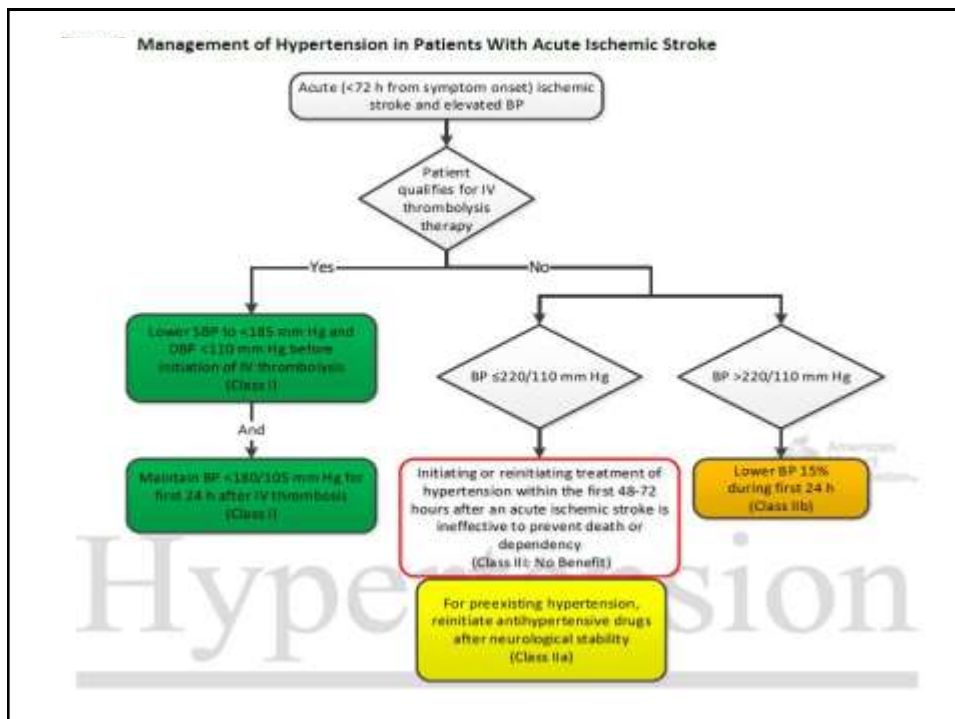 Management of Hypertension in Patients With Acute Ischemic Stroke
Acute (<72 h from symptom onset) ischemic
stroke and elevated BP
Patient
qualifies for IV
thrombolysis
therapy
Yes
No
Lower SBP to <185 mm Hg and
DBP <110 mm Hg before
initiation of IV thrombolysis
(Class I)
And
Maintain BP <180/105 mm Hg for
first 24 h after IV thrombosis
(Class I)
BP ≤220/110 mm Hg
Initiating or reinitiating treatment of
hypertension within the first 48-72
hours after an acute ischemic stroke is
ineffective to prevent death or
dependency
(Class III: No Benefit)
For preexisting hypertension,
reinitiate antihypertensive drugs
after neurological stability
(Class IIa)
BP >220/110 mm Hg
Lower BP 15%
during first 24 h
(Class IIb)
American
Hypertension